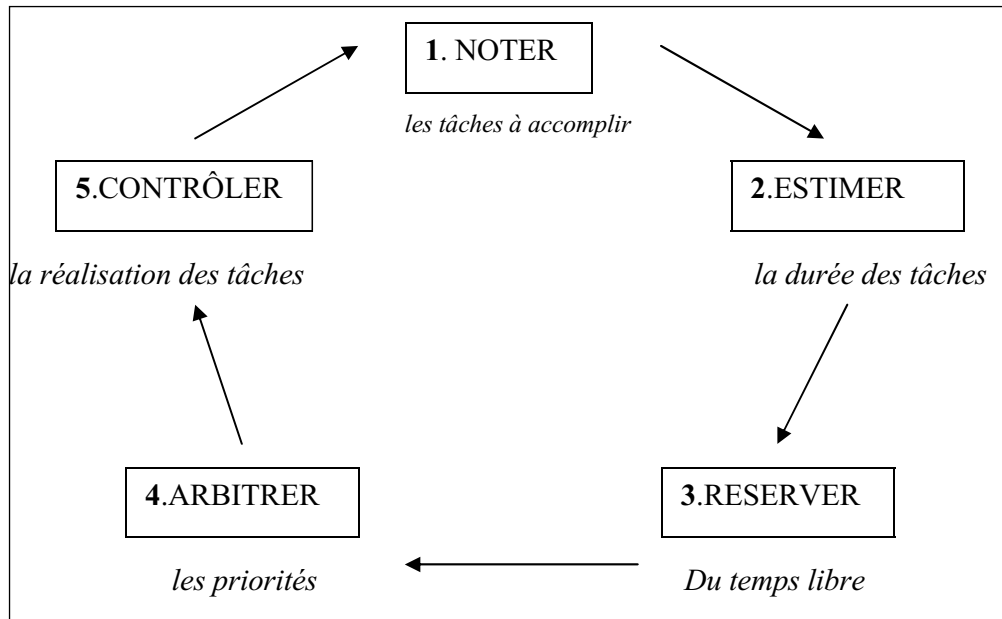 1. NOTER
les tâches à accomplir
5.CONTRÔLER
2.ESTIMER
la réalisation des tâches
la durée des tâches
4.ARBITRER
3.RESERVER
les priorités
Du temps libre